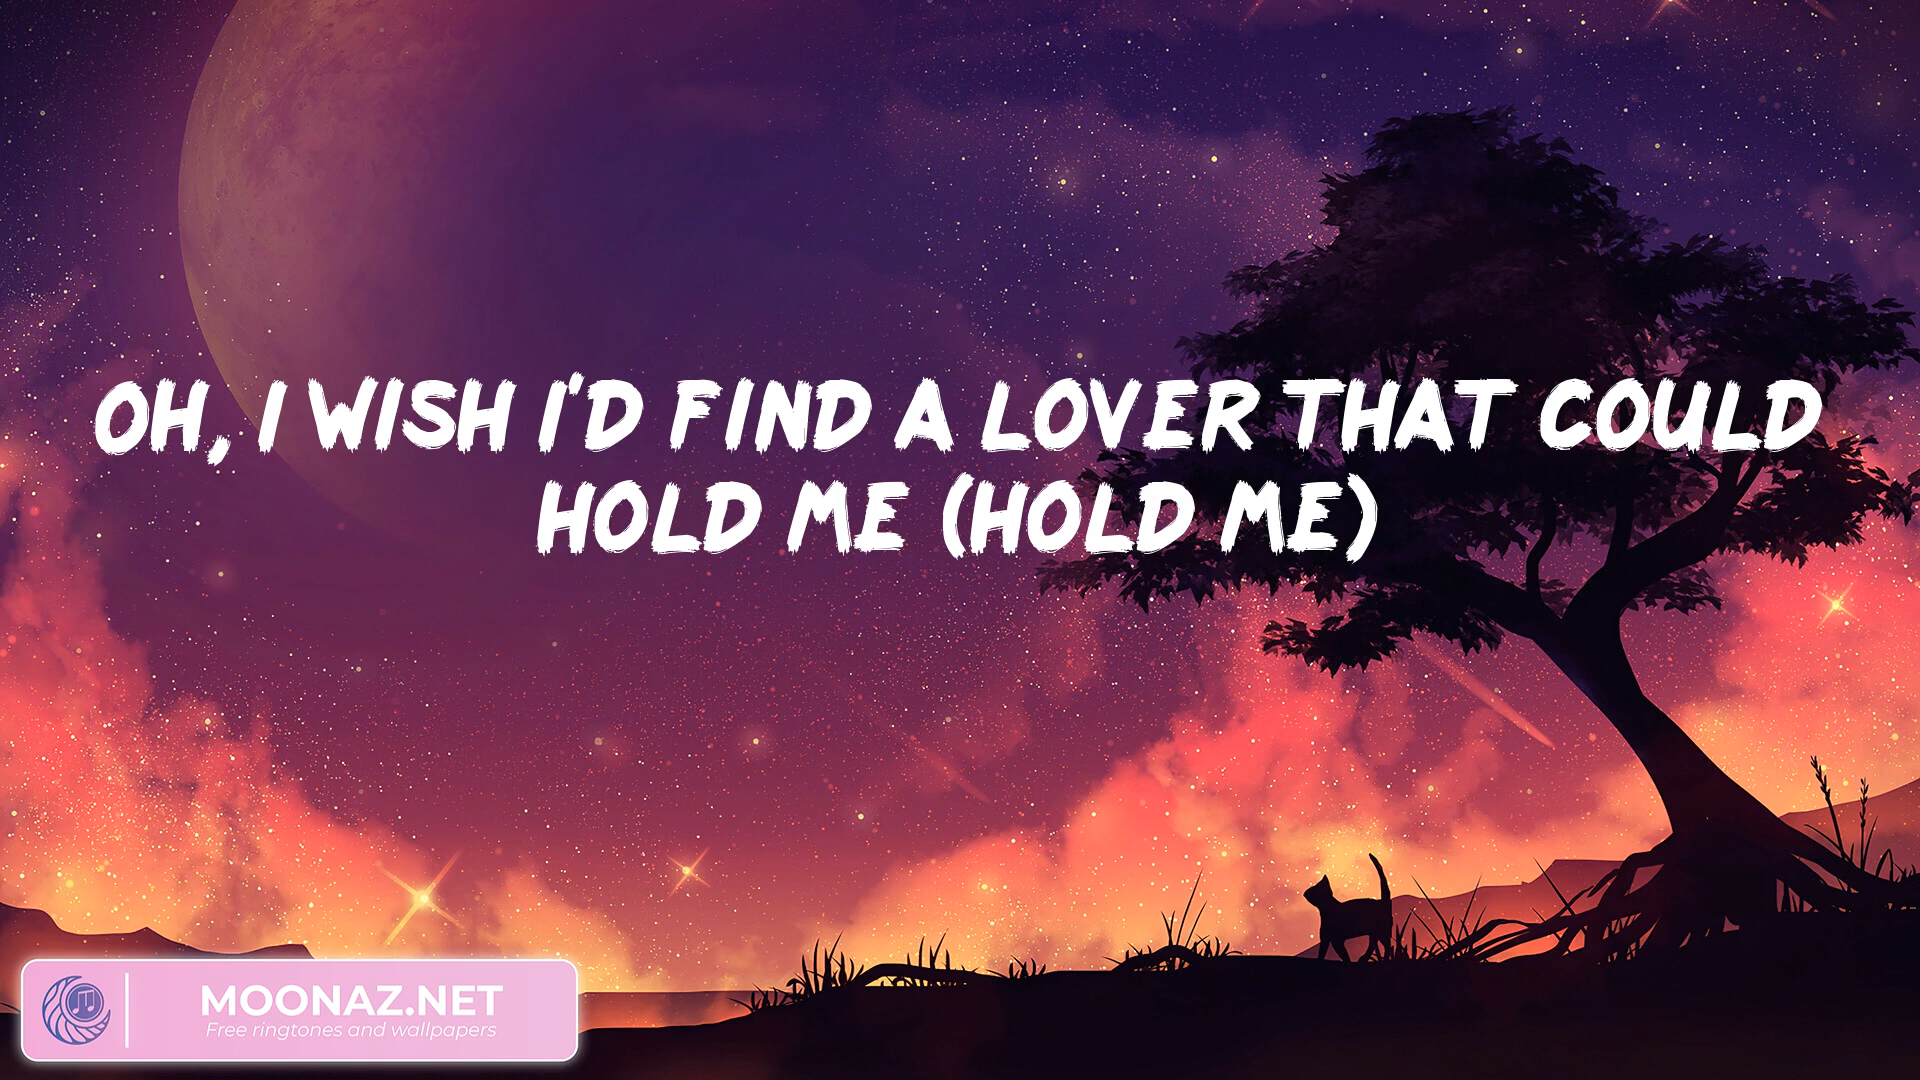 OH, I WISH I'D FIND A LOVER THAT COULD
HOLD ME (HOLD ME)
MOONAZ.NET
Free ringtones and wallpapers